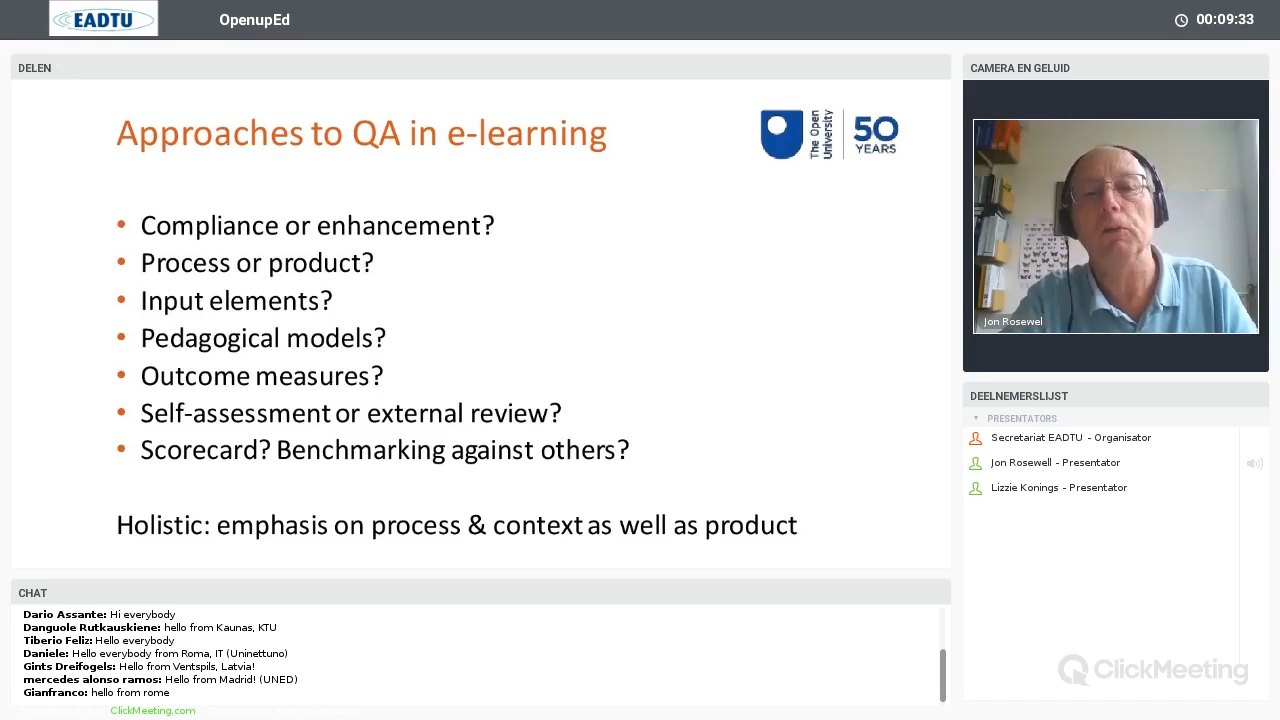 EADTU
OpenupEd
00:09:33
DELEN
Approaches to QA in e-learning
The Open
University
50
YEARS
• Compliance or enhancement?
• Process or product?
• Input elements?
• Pedagogical models?
• Outcome measures?
• Self-assessment or external review?
• Scorecard? Benchmarking against others?
Holistic: emphasis on process & context as well as product
CHAT
Dario Assante: Hi everybody
Danguole Rutkauskiene: hello from Kaunas, KTU
Tiberio Feliz: Hello everybody
Daniele: Hello everybody from Roma, IT (Uninettuno)
Gints Dreifogels: Hello from Ventspils, Latvia!
mercedes alonso ramos: Hello from Madrid! (UNED)
Gianfranco: hello from rome
ClickMeeting.com
CAMERA EN GELUID
Jon Rosewel
DEELNEMERSLIJST
PRESENTATORS
Secretariat EADTU - Organisator
Jon Rosewell - Presentator
Lizzie Konings - Presentator
ClickMeeting